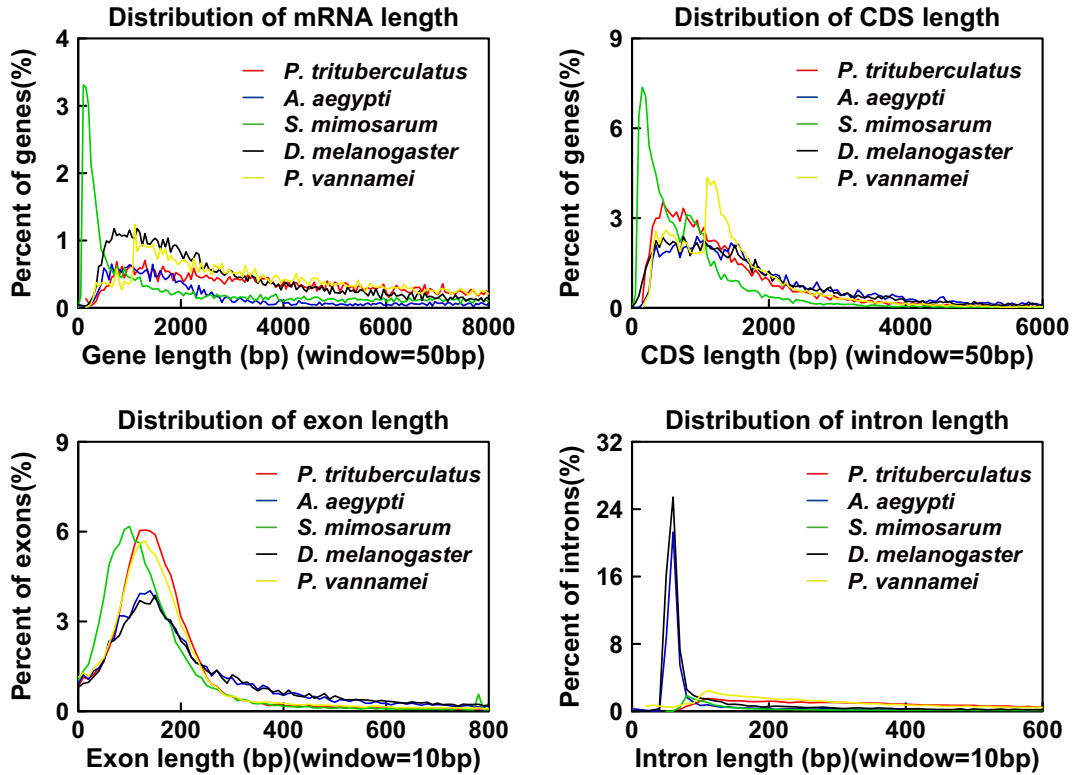 Distribution of mRNA length
Percent of genes(%)
4
3
2
1
0
P. trituberculatus
A. aegypti
S. mimosarum
D. melanogaster
P. vannamei
0 2000 4000 6000 8000
Gene length (bp) (window=50bp)
Distribution of CDS length
Percent of genes(%)
9
6
3
0
P. trituberculatus
A. aegypti
S. mimosarum
D. melanogaster
P. vannamei
0 2000 4000 6000
CDS length (bp) (window=50bp)
Distribution of exon length
Percent of exons(%)
9
6
3
0
P. trituberculatus
A. aegypti
S. mimosarum
D. melanogaster
P. vannamei
0 200 400 600 800
Exon length (bp)(window=10bp)
Distribution of intron length
Percent of introns(%)
32
24
16
8
0
P. trituberculatus
A. aegypti
S. mimosarum
D. melanogaster
P. vannamei
0 200 400 600
Intron length (bp)(window=10bp)